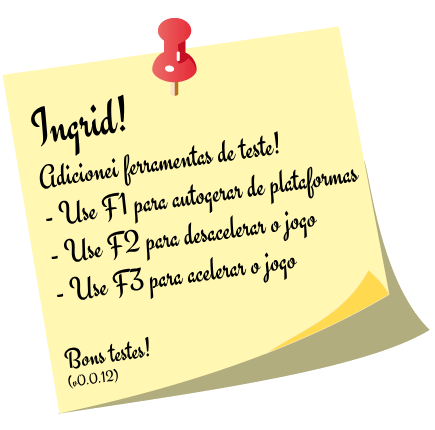 Ingrid!
Adicionei ferramentas de teste!
- Use F1 para autogerar de plataformas
- Use F2 para desacelerar o jogo
- Use F3 para acelerar o jogo
Bons testes!
(v0.0.12)